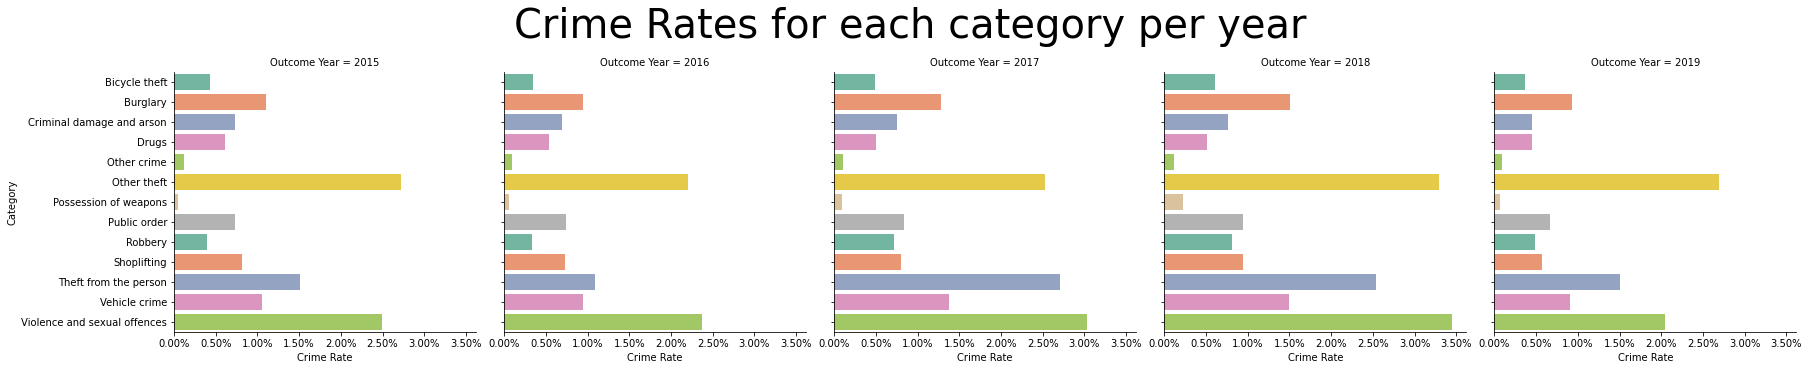 Crime Rates for each category per year
Outcome Year = 2015
Outcome Year = 2016
Outcome Year = 2017
Outcome Year = 2018
Outcome Year = 2019
Category
Bicycle theft
Burglary
Criminal damage and arson
Drugs
Other crime
Other theft
Possession of weapons
Public order
Robbery
Shoplifting
Theft from the person
Vehicle crime
Violence and sexual offences
0.00% 0.50% 1.00% 1.50% 2.00% 2.50% 3.00% 3.50%
0.00% 0.50% 1.00% 1.50% 2.00% 2.50% 3.00% 3.50%
0.00% 0.50% 1.00% 1.50% 2.00% 2.50% 3.00% 3.50%
0.00% 0.50% 1.00% 1.50% 2.00% 2.50% 3.00% 3.50%
0.00% 0.50% 1.00% 1.50% 2.00% 2.50% 3.00% 3.50%
Crime Rate
Crime Rate
Crime Rate
Crime Rate
Crime Rate